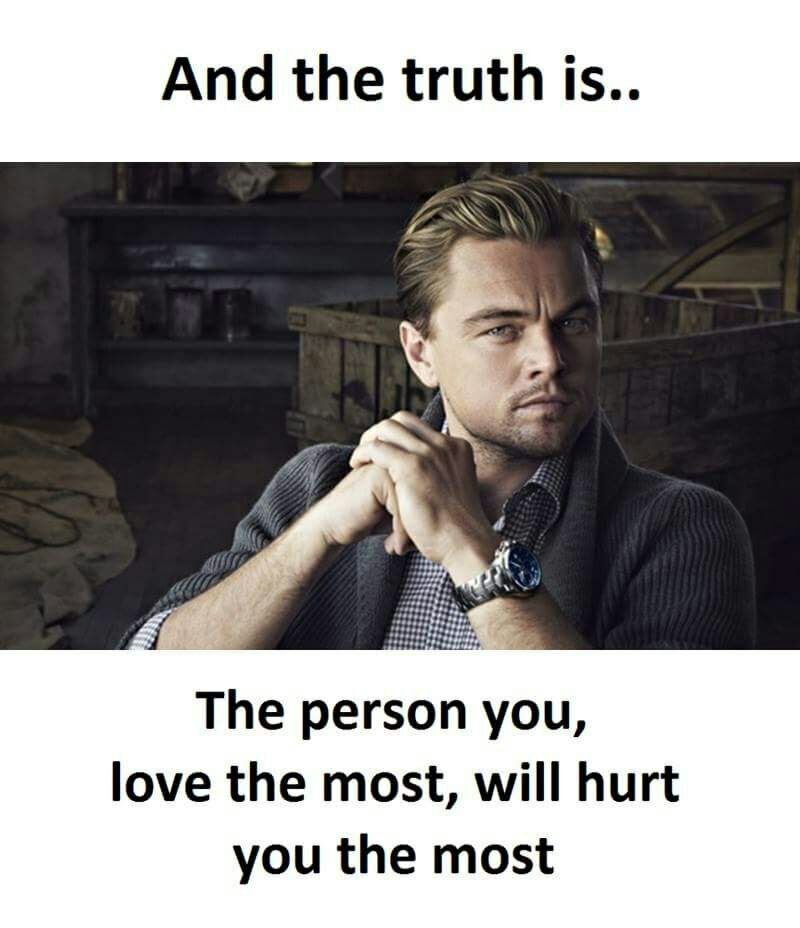 And the truth is..
The person you,
love the most, will hurt
you the most